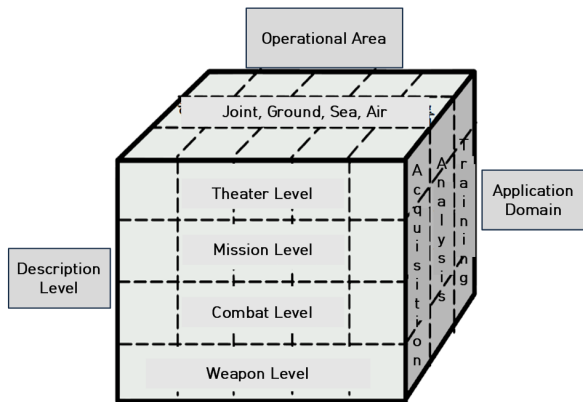 Operational Area
Joint, Ground, Sea, Air
Theater Level
Mission Level
Combat Level
Weapon Level
Description
Level
Acquisition
Analysis
Training
Application
Domain